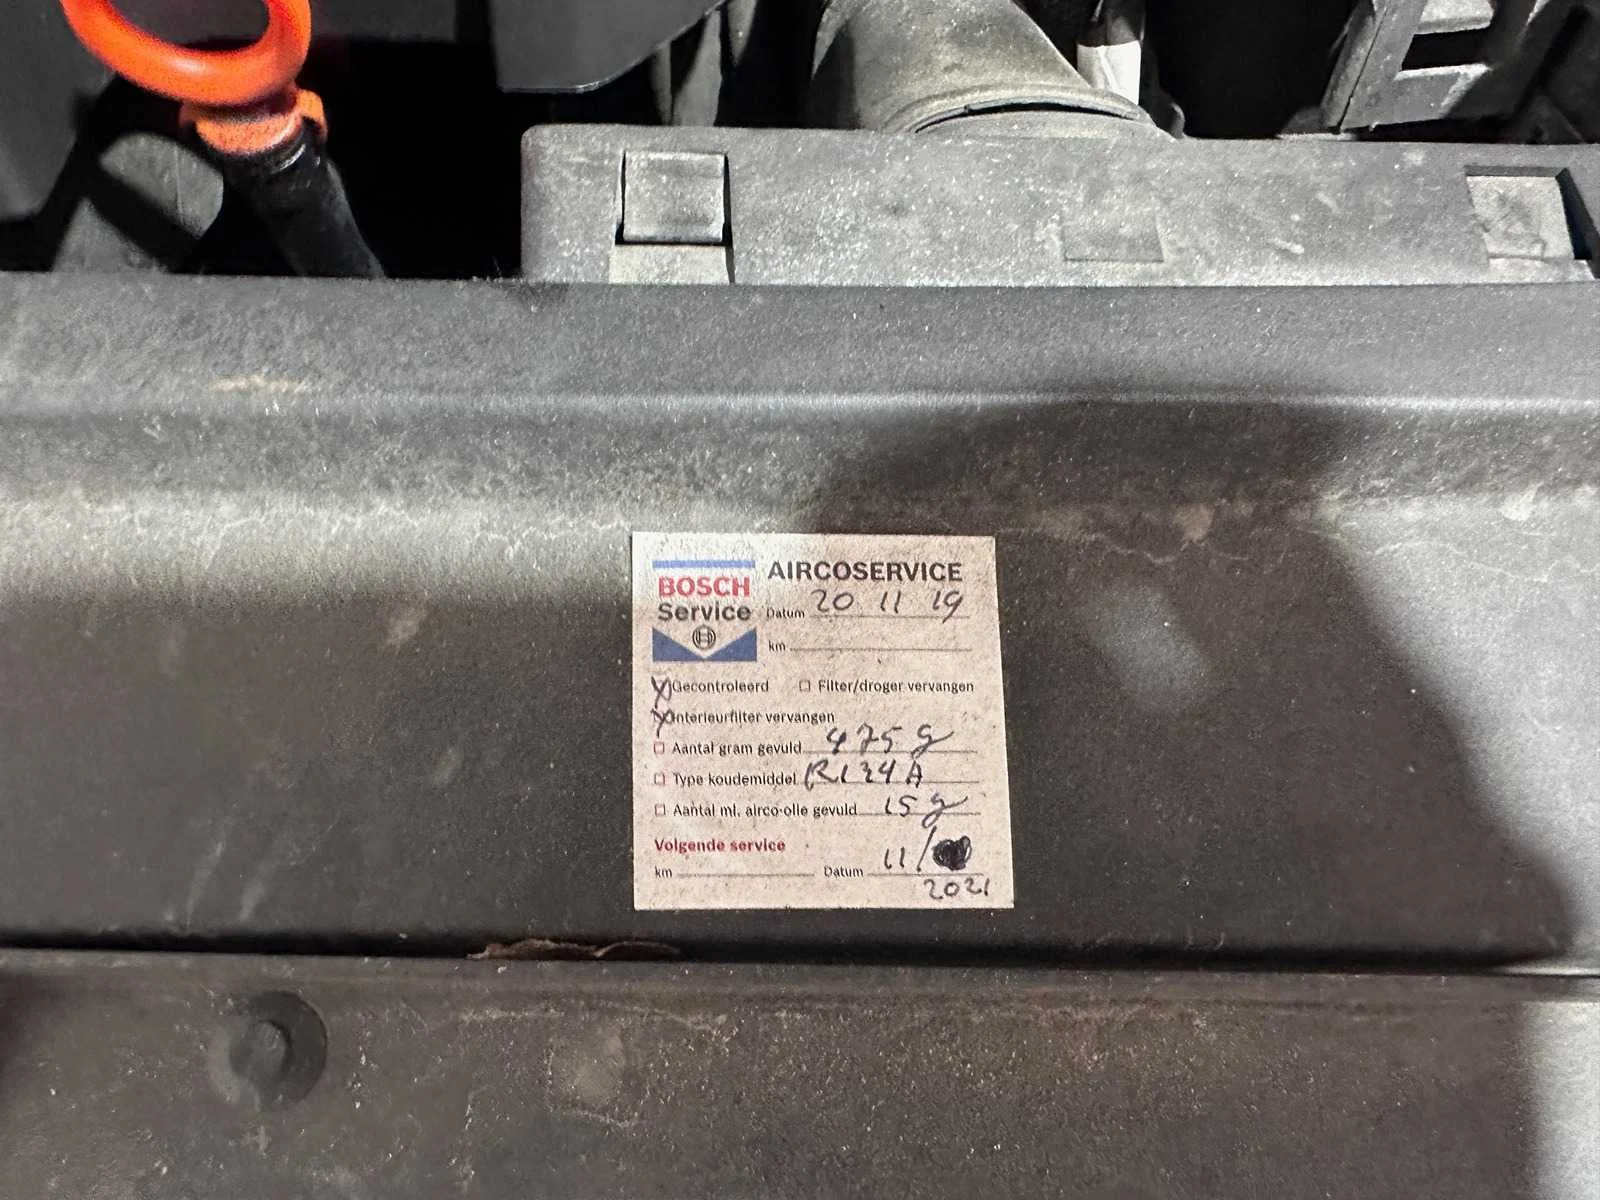 BOSCH
Service
AIRCOSERVICE
Datum 20 11 19
km
Gecontroleerd Filter/droger vervangen
Interieurfilter vervangen
Aantal gram gevuld 475 g
Type koudemiddel R134A
Aantal ml. airco-olie gevuld 15 g
Volgende service
km Datum 11/
2021